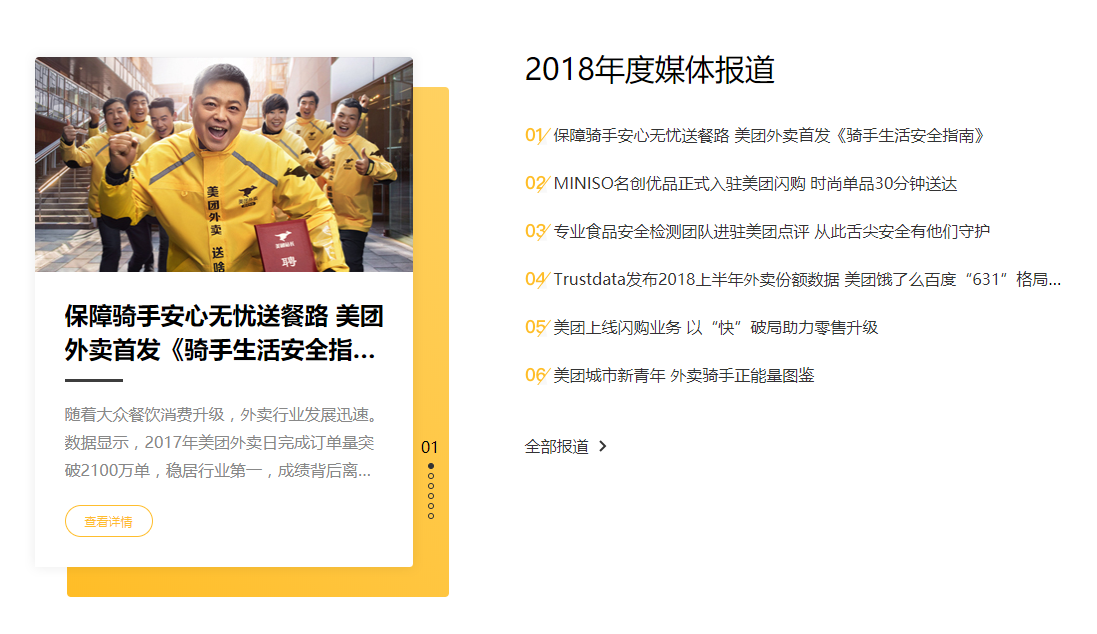 美团外卖 送啥
聘
保障骑手安心无忧送餐路 美团
外卖首发《骑手生活安全指...
随着大众餐饮消费升级，外卖行业发展迅速。
数据显示，2017年美团外卖日完成订单量突
破2100万单，稳居行业第一，成绩背后离...
查看详情
01
2018年度媒体报道
01 保障骑手安心无忧送餐路 美团外卖首发《骑手生活安全指南》
02 MINISO名创优品正式入驻美团闪购 时尚单品30分钟送达
03 专业食品安全检测团队进驻美团点评 从此舌尖安全有他们守护
04 Trustdata发布2018上半年外卖份额数据 美团饿了么百度“631”格局...
05 美团上线闪购业务 以“快”破局助力零售升级
06 美团城市新青年 外卖骑手正能量图鉴
全部报道